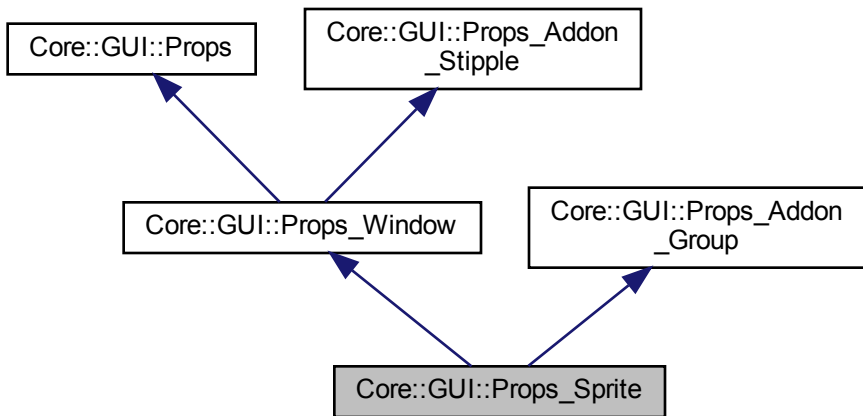 Core::GUI::Props
Core::GUI::Props_Addon
_Stipple
Core::GUI::Props_Window
Core::GUI::Props_Addon
_Group
Core::GUI::Props_Sprite